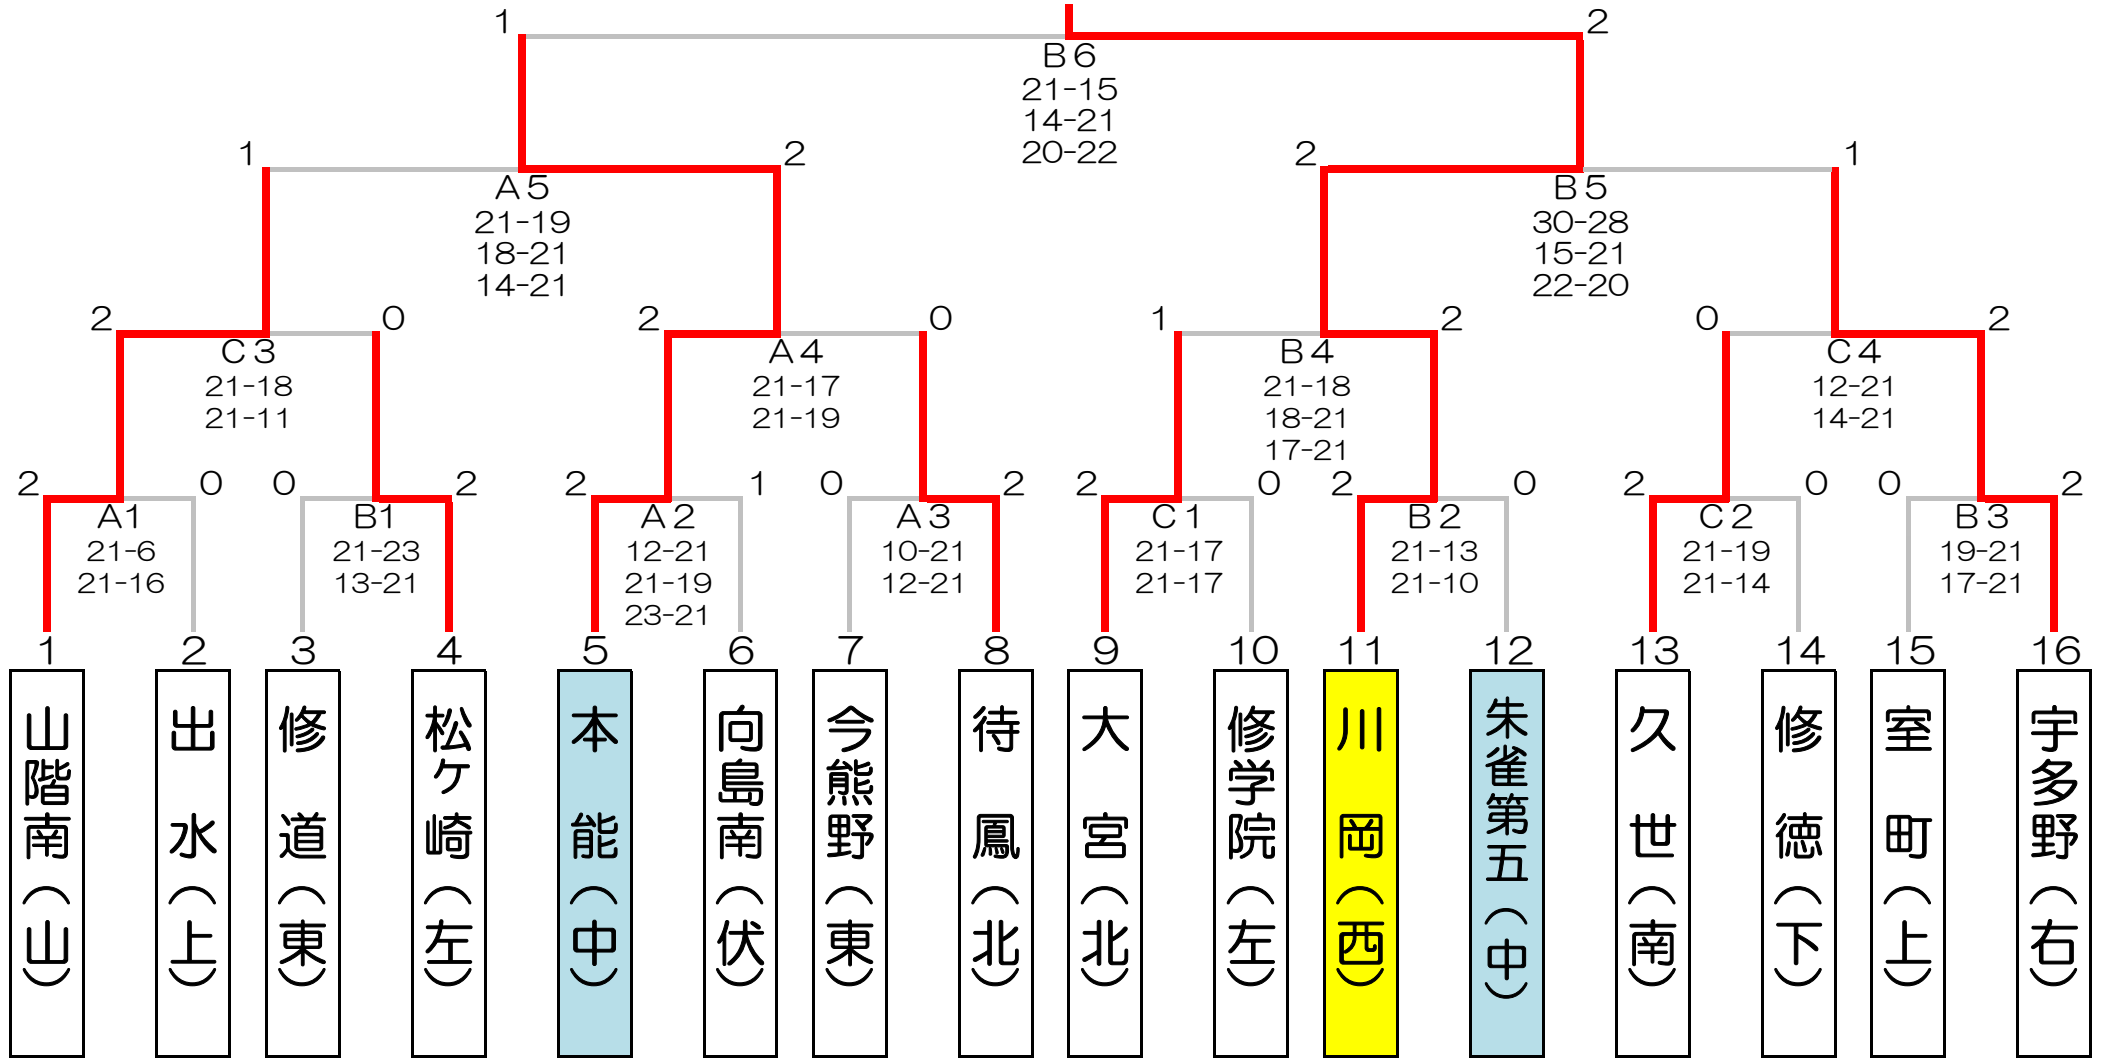 1
2
B6
21-15
14-21
20-22
1
2
2
1
A5
21-19
18-21
14-21
B5
30-28
15-21
22-20
2
0
2
0
1
2
0
2
C3
21-18
21-11
A4
21-17
21-19
B4
21-18
18-21
17-21
C4
12-21
14-21
2
0
0
2
2
1
0
2
2
0
2
0
2
0
0
2
A1
21-6
21-16
B1
21-23
13-21
A2
12-21
21-19
23-21
A3
10-21
12-21
C1
21-17
21-17
B2
21-13
21-10
C2
21-19
21-14
B3
19-21
17-21
1
2
3
4
5
6
7
8
9
10
11
12
13
14
15
16
山階南(山)
出水(上)
修道(東)
松ケ崎(左)
本能(中)
向島南(伏)
今熊野(東)
待鳳(北)
大宮(北)
修学院(左)
川岡(西)
朱雀第五(中)
久世(南)
修徳(下)
室町(上)
宇多野(右)